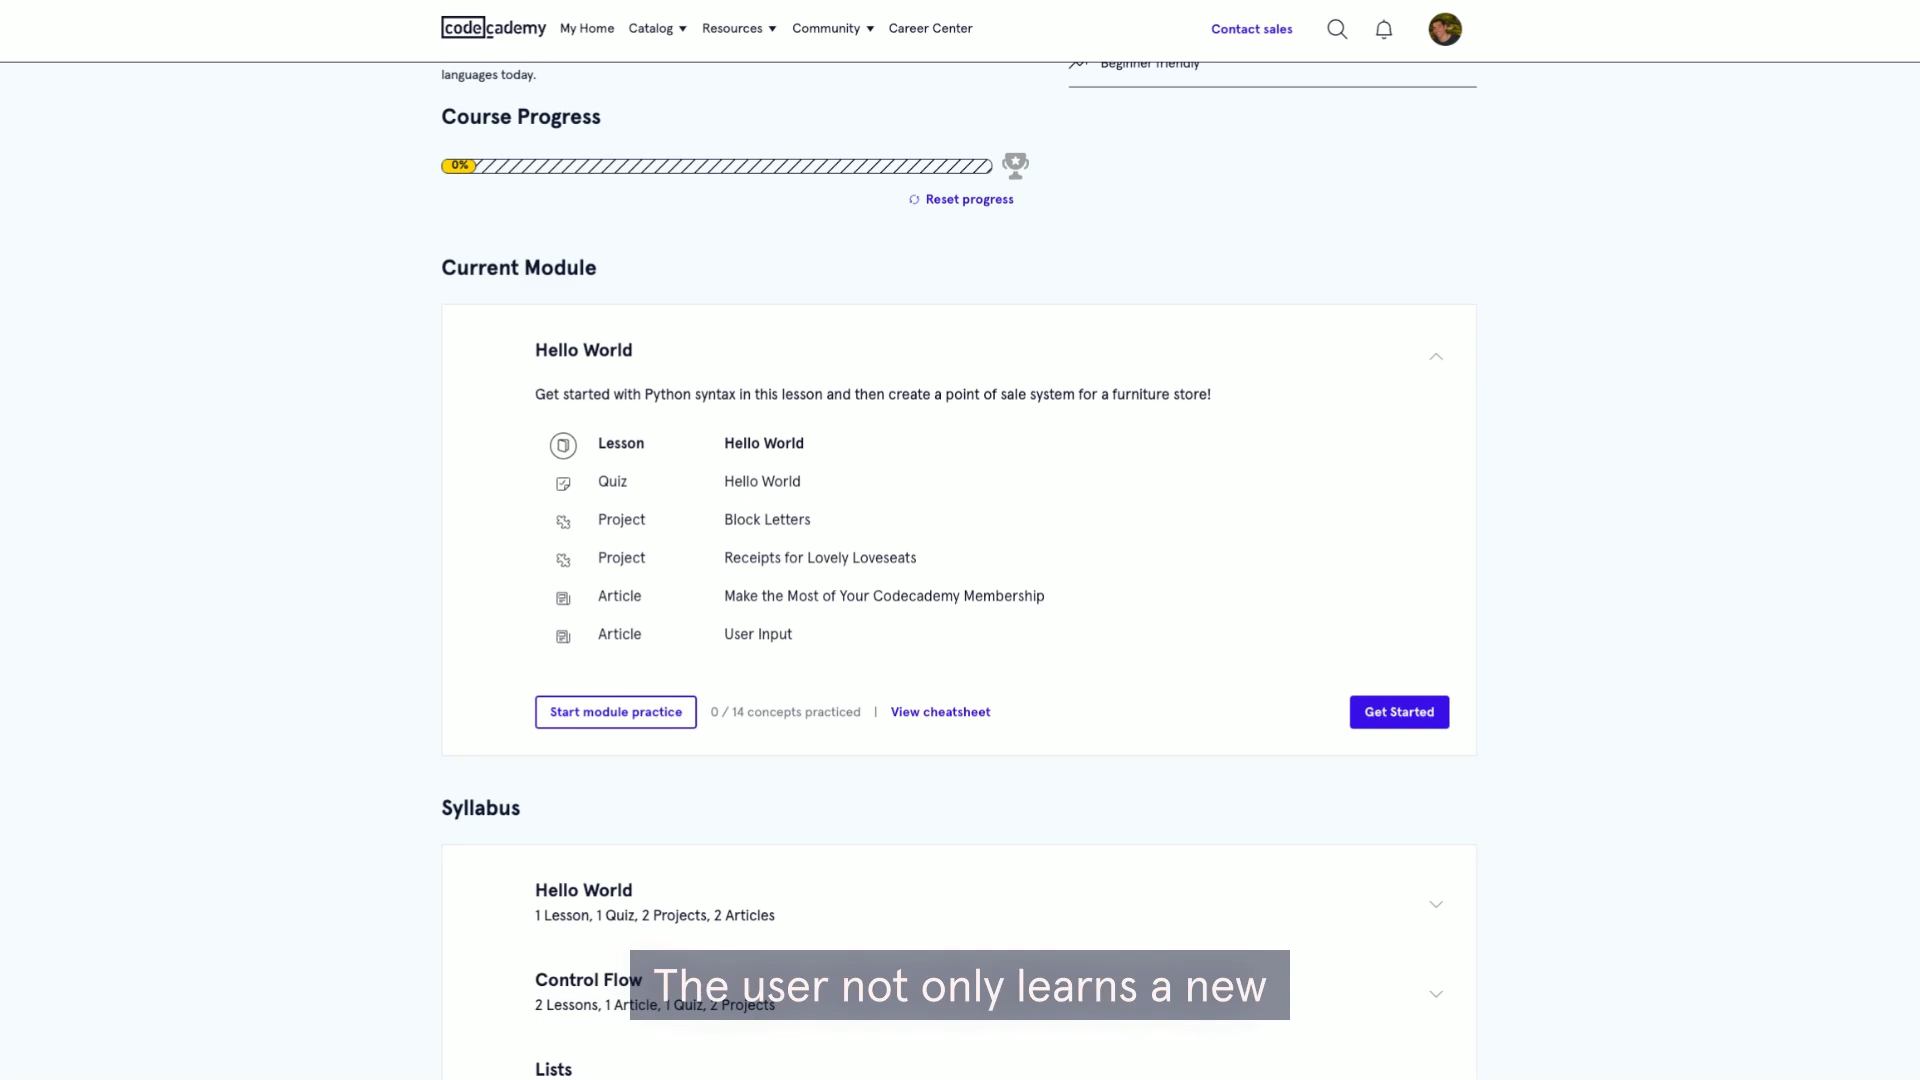 codecademy My Home Catalog Resources Community Career Center Contact sales
languages today.
Beginner friendly
Course Progress
0%
Reset progress
Current Module
Hello World
Get started with Python syntax in this lesson and then create a point of sale system for a furniture store!
Lesson Hello World
Quiz Hello World
Project Block Letters
Project Receipts for Lovely Loveseats
Article Make the Most of Your Codecademy Membership
Article User Input
Start module practice 0 / 14 concepts practiced | View cheatsheet Get Started
Syllabus
Hello World
1 Lesson, 1 Quiz, 2 Projects, 2 Articles
Control Flow
2 Lessons, 1 Article, 1 Quiz, 2 Projects
The user not only learns a new
Lists